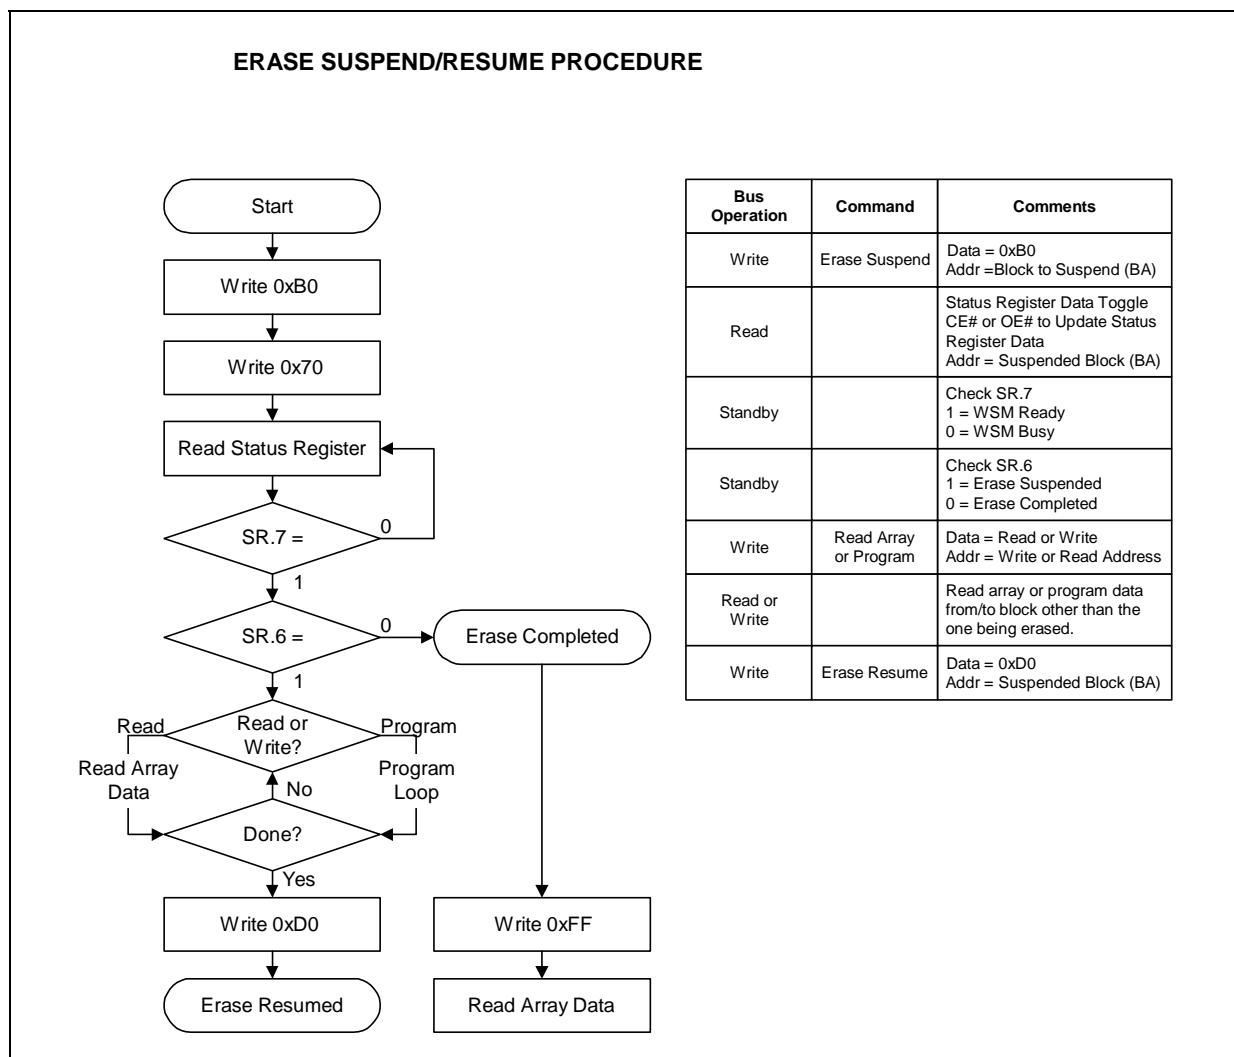 ERASE SUSPEND/RESUME PROCEDURE
Start
Write 0xB0
Write 0x70
Read Status Register
SR.7 =
0
1
SR.6 =
0
Erase Completed
1
Read or
Write?
Read
Program
Read Array
Data
Program
Loop
No
Done?
Yes
Write 0xD0
Write 0xFF
Erase Resumed
Read Array Data
Bus
Operation
Command
Comments
Write
Erase Suspend
Data = 0xB0
Addr =Block to Suspend (BA)
Read
Status Register Data Toggle
CE# or OE# to Update Status
Register Data
Addr = Suspended Block (BA)
Standby
Check SR.7
1 = WSM Ready
0 = WSM Busy
Standby
Check SR.6
1 = Erase Suspended
0 = Erase Completed
Write
Read Array
or Program
Data = Read or Write
Addr = Write or Read Address
Read or
Write
Read array or program data
from/to block other than the
one being erased.
Write
Erase Resume
Data = 0xD0
Addr = Suspended Block (BA)